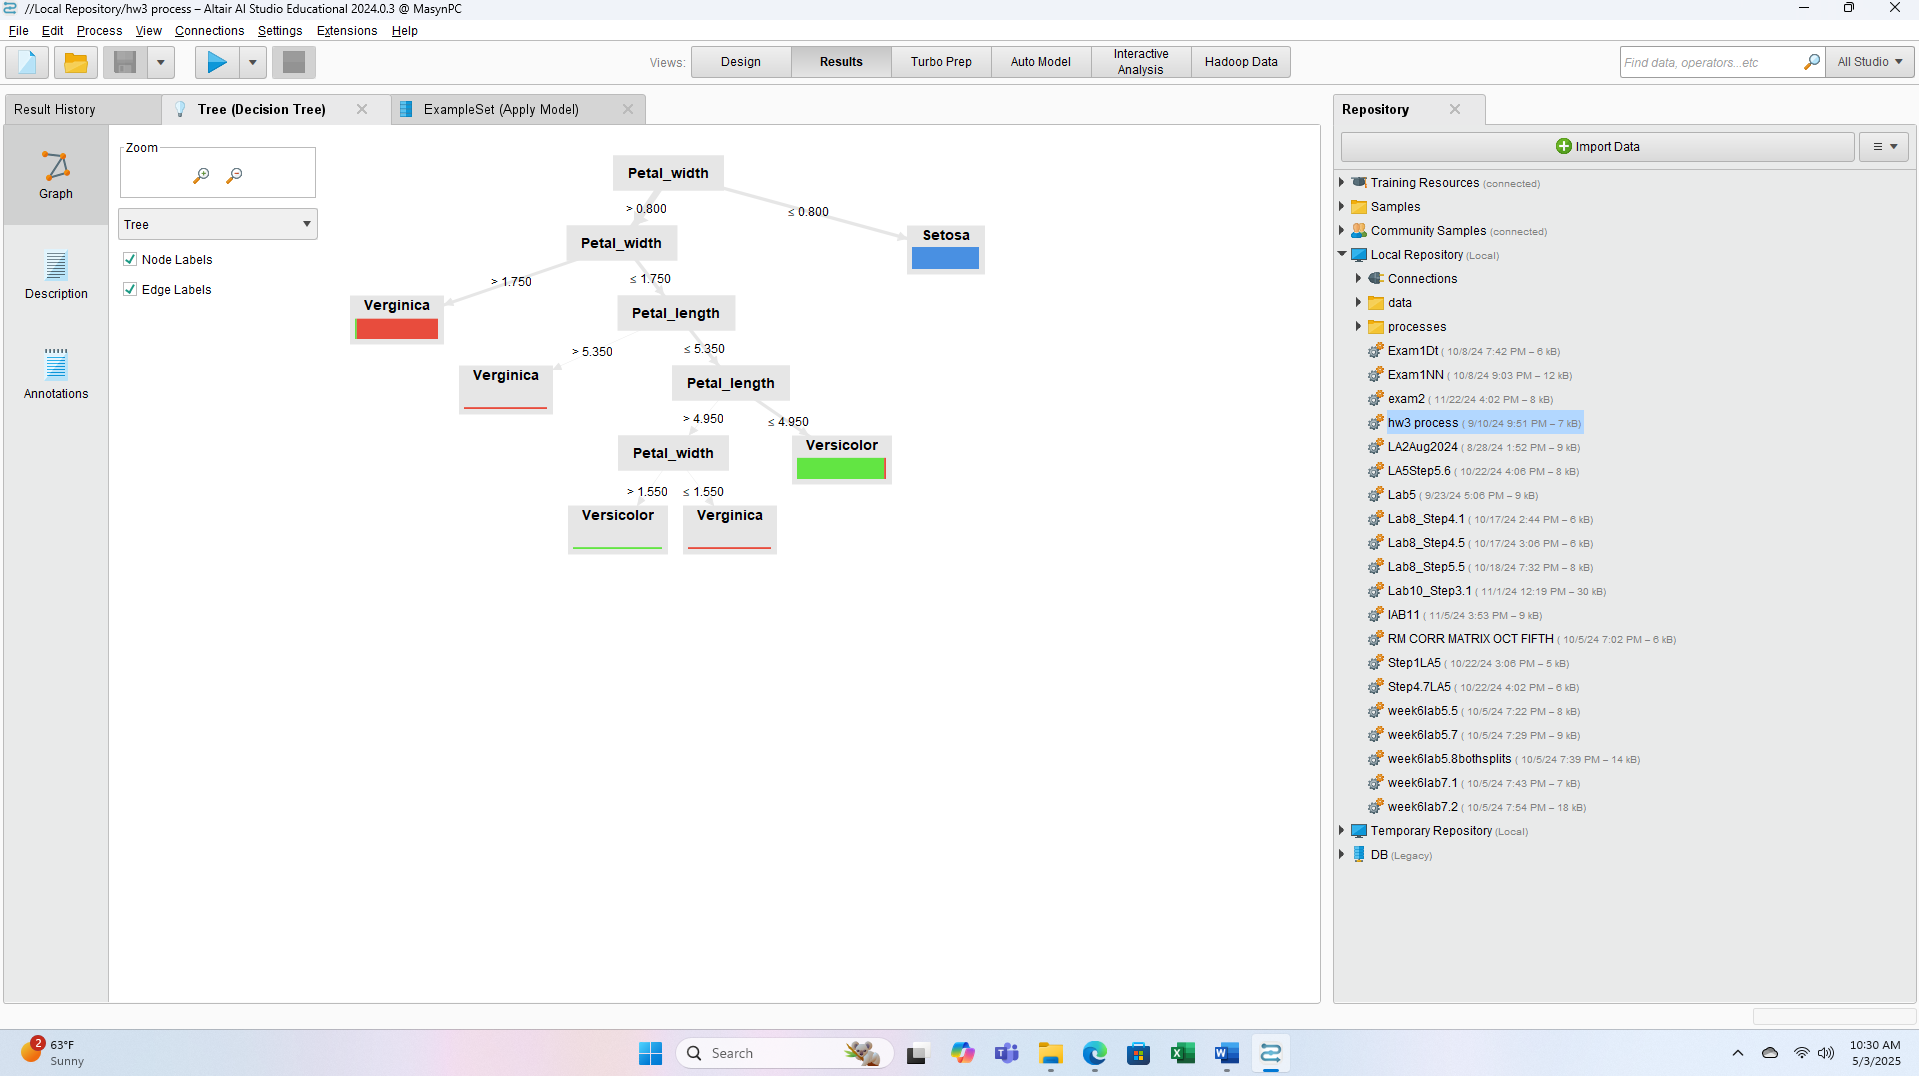 //Local Repository/hw3 process – Altair AI Studio Educational 2024.0.3 @ MasynPC
File Edit Process View Connections Settings Extensions Help
Views: Design Results Turbo Prep Auto Model Interactive Analysis Hadoop Data
Find data, operators...etc
All Studio
Result History
Tree (Decision Tree)
ExampleSet (Apply Model)
Graph
Description
Annotations
Zoom
Tree
Node Labels
Edge Labels
Petal_width
> 0.800
≤ 0.800
Petal_width
Setosa
> 1.750
≤ 1.750
Verginica
Petal_length
> 5.350
≤ 5.350
Verginica
Petal_length
> 4.950
≤ 4.950
Petal_width
Versicolor
> 1.550
≤ 1.550
Versicolor
Verginica
Repository
Import Data
Training Resources (connected)
Samples
Community Samples (connected)
Local Repository (Local)
Connections
data
processes
Exam1Dt ( 10/8/24 7:42 PM – 6 kB)
Exam1NN ( 10/8/24 9:03 PM – 12 kB)
exam2 ( 11/22/24 4:02 PM – 8 kB)
hw3 process ( 9/10/24 9:51 PM – 7 kB)
LA2Aug2024 ( 8/28/24 1:52 PM – 9 kB)
LA5Step5.6 ( 10/22/24 4:06 PM – 8 kB)
Lab5 ( 9/23/24 5:06 PM – 9 kB)
Lab8_Step4.1 ( 10/17/24 2:44 PM – 6 kB)
Lab8_Step4.5 ( 10/17/24 3:06 PM – 6 kB)
Lab8_Step5.5 ( 10/18/24 7:32 PM – 8 kB)
Lab10_Step3.1 ( 11/1/24 12:19 PM – 30 kB)
lAB11 ( 11/5/24 3:53 PM – 9 kB)
RM CORR MATRIX OCT FIFTH ( 10/5/24 7:02 PM – 6 kB)
Step1LA5 ( 10/22/24 3:06 PM – 5 kB)
Step4.7LA5 ( 10/22/24 4:02 PM – 6 kB)
week6lab5.5 ( 10/5/24 7:22 PM – 8 kB)
week6lab5.7 ( 10/5/24 7:29 PM – 9 kB)
week6lab5.8bothsplits ( 10/5/24 7:39 PM – 14 kB)
week6lab7.1 ( 10/5/24 7:43 PM – 7 kB)
week6lab7.2 ( 10/5/24 7:54 PM – 18 kB)
Temporary Repository (Local)
DB (Legacy)
2
63°F
Sunny
Search
10:30 AM
5/3/2025